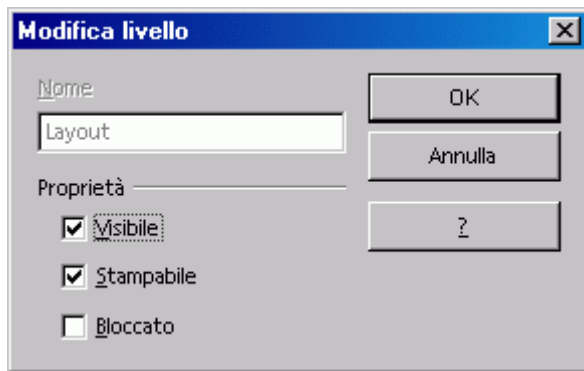 Modifica livello
Nome
Layout
Proprietà
Visibile
Stampabile
Bloccato
OK
Annulla
?